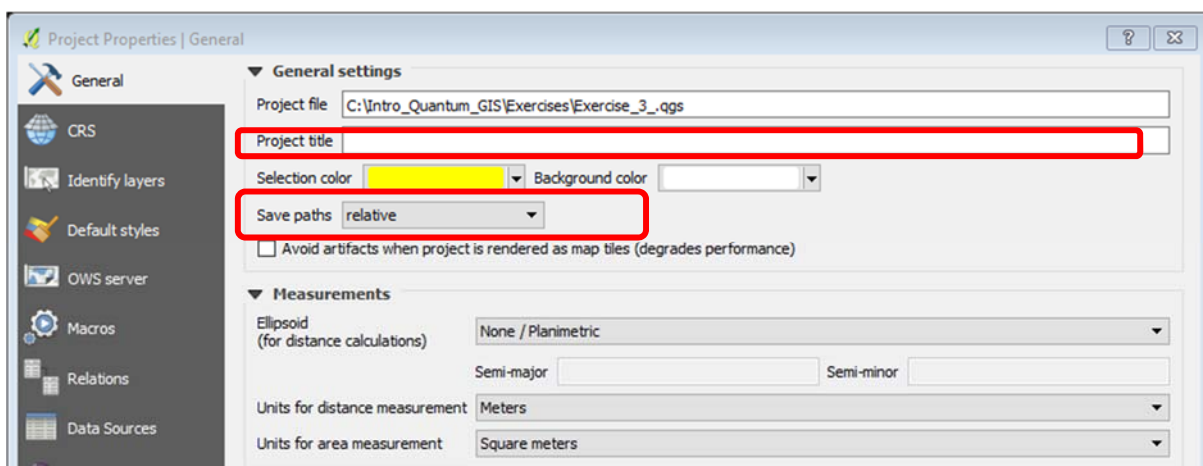 Project Properties | General
General
CRS
Identify layers
Default styles
OWS server
Macros
Relations
Data Sources
General settings
Project file C:\Intro_Quantum_GIS\Exercises\Exercise_3_.qgs
Project title
Selection color Background color
Save paths relative
Avoid artifacts when project is rendered as map tiles (degrades performance)
Measurements
Ellipsoid
(for distance calculations) None / Planimetric
Semi-major Semi-minor
Units for distance measurement Meters
Units for area measurement Square meters